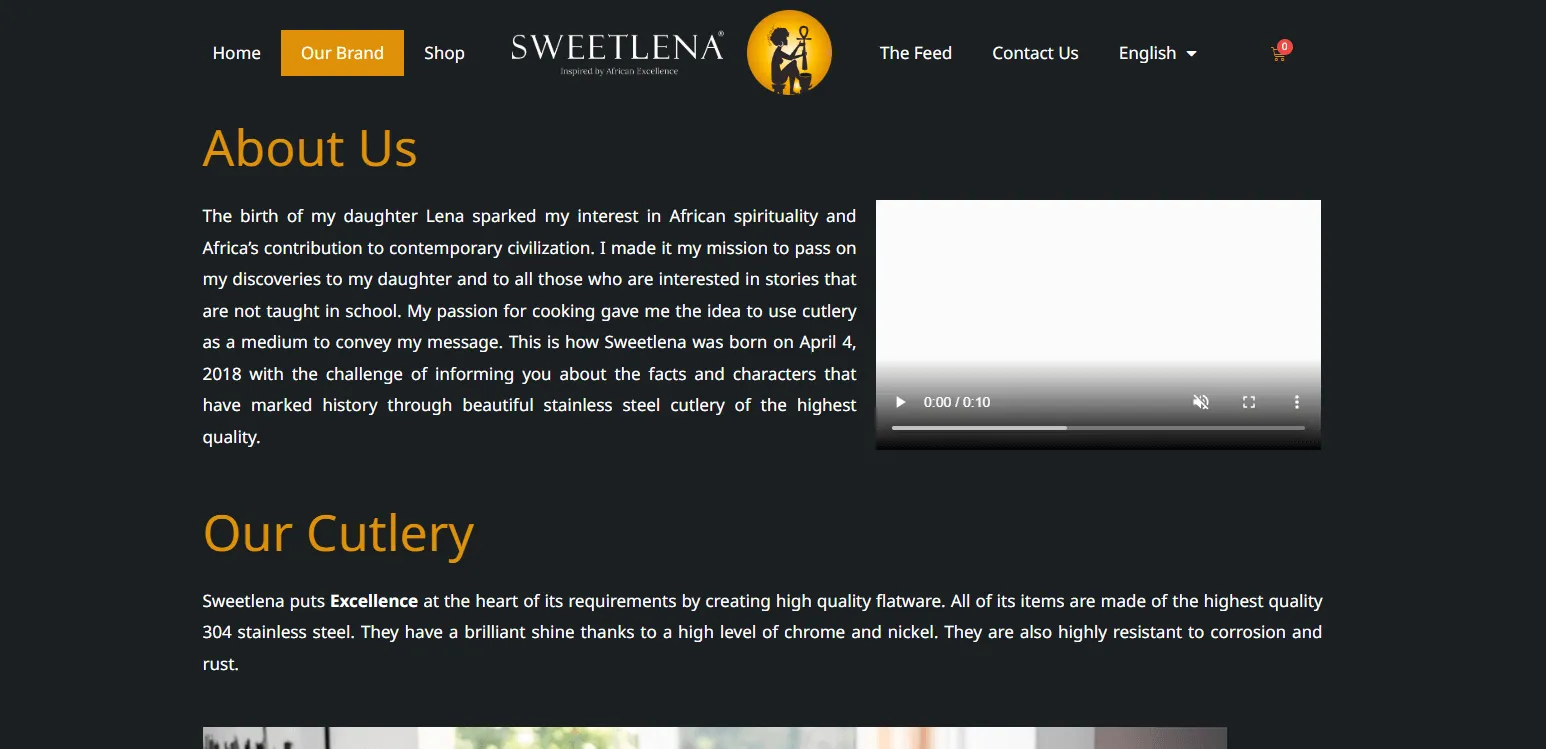 Home
Our Brand
Shop
SWEETLENA®
Inspired by African Excellence
The Feed
Contact Us
English
0
About Us
The birth of my daughter Lena sparked my interest in African spirituality and
Africa’s contribution to contemporary civilization. I made it my mission to pass on
my discoveries to my daughter and to all those who are interested in stories that
are not taught in school. My passion for cooking gave me the idea to use cutlery
as a medium to convey my message. This is how Sweetlena was born on April 4,
2018 with the challenge of informing you about the facts and characters that
have marked history through beautiful stainless steel cutlery of the highest
quality.
0:00 / 0:10
Our Cutlery
Sweetlena puts Excellence at the heart of its requirements by creating high quality flatware. All of its items are made of the highest quality
304 stainless steel. They have a brilliant shine thanks to a high level of chrome and nickel. They are also highly resistant to corrosion and
rust.